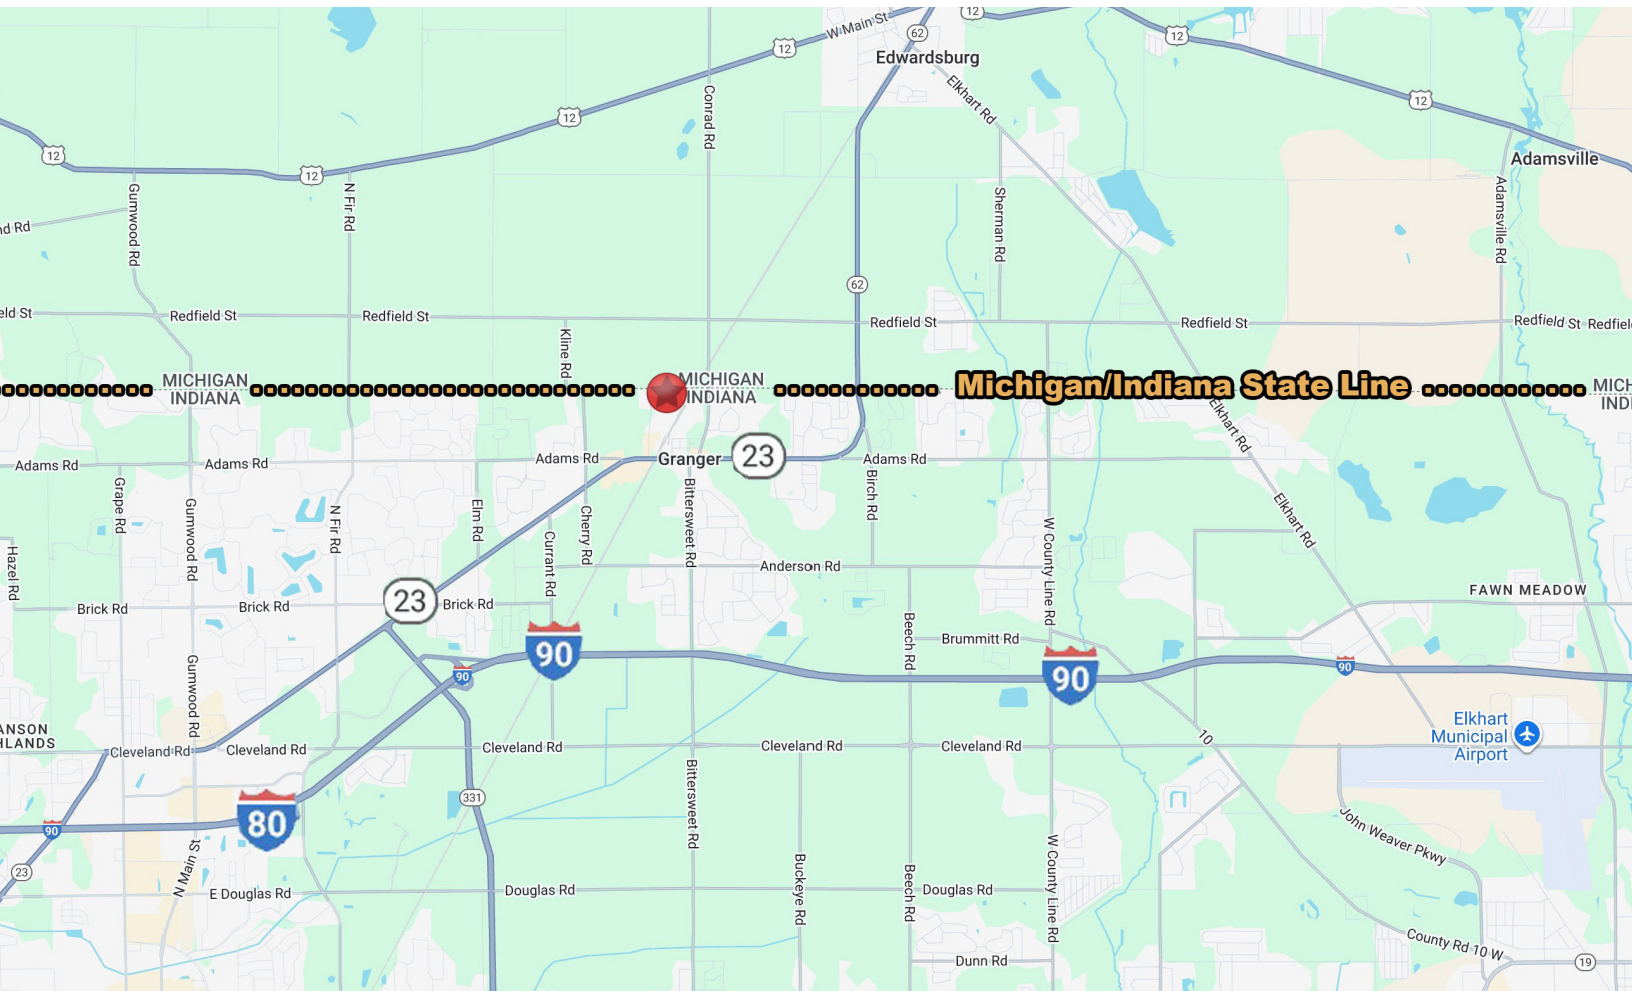 12
W Main St
62
12
12
Edwardsburg
Elkhart Rd
12
12
Conrad Rd
12
12
Adamsville
Gumwood Rd
N Fir Rd
Sherman Rd
Adamsville Rd
nd Rd
62
eld St
Redfield St
Redfield St
Redfield St
Redfield St
Redfield St
Redfiel
Kline Rd
MICHIGAN
INDIANA
MICHIGAN
INDIANA
Michigan/Indiana State Line
MICH
INDI
Elkhart Rd
Adams Rd
Adams Rd
Adams Rd
Granger
23
Adams Rd
Grape Rd
Gumwood Rd
N Fir Rd
Elm Rd
Cherry Rd
Currant Rd
Bittersweet Rd
Birch Rd
W County Line Rd
Elkhart Rd
Hazel Rd
Anderson Rd
Brick Rd
Brick Rd
23
Brick Rd
FAWN MEADOW
Beech Rd
Brummitt Rd
90
90
90
90
Gumwood Rd
ANSON
HLANDS
Cleveland Rd
Cleveland Rd
Cleveland Rd
Cleveland Rd
Cleveland Rd
10
Elkhart
Municipal
Airport
Bittersweet Rd
331
80
90
23
N Main St
E Douglas Rd
Douglas Rd
Buckeye Rd
Beech Rd
Douglas Rd
W County Line Rd
John Weaver Pkwy
County Rd 10 W
Dunn Rd
19